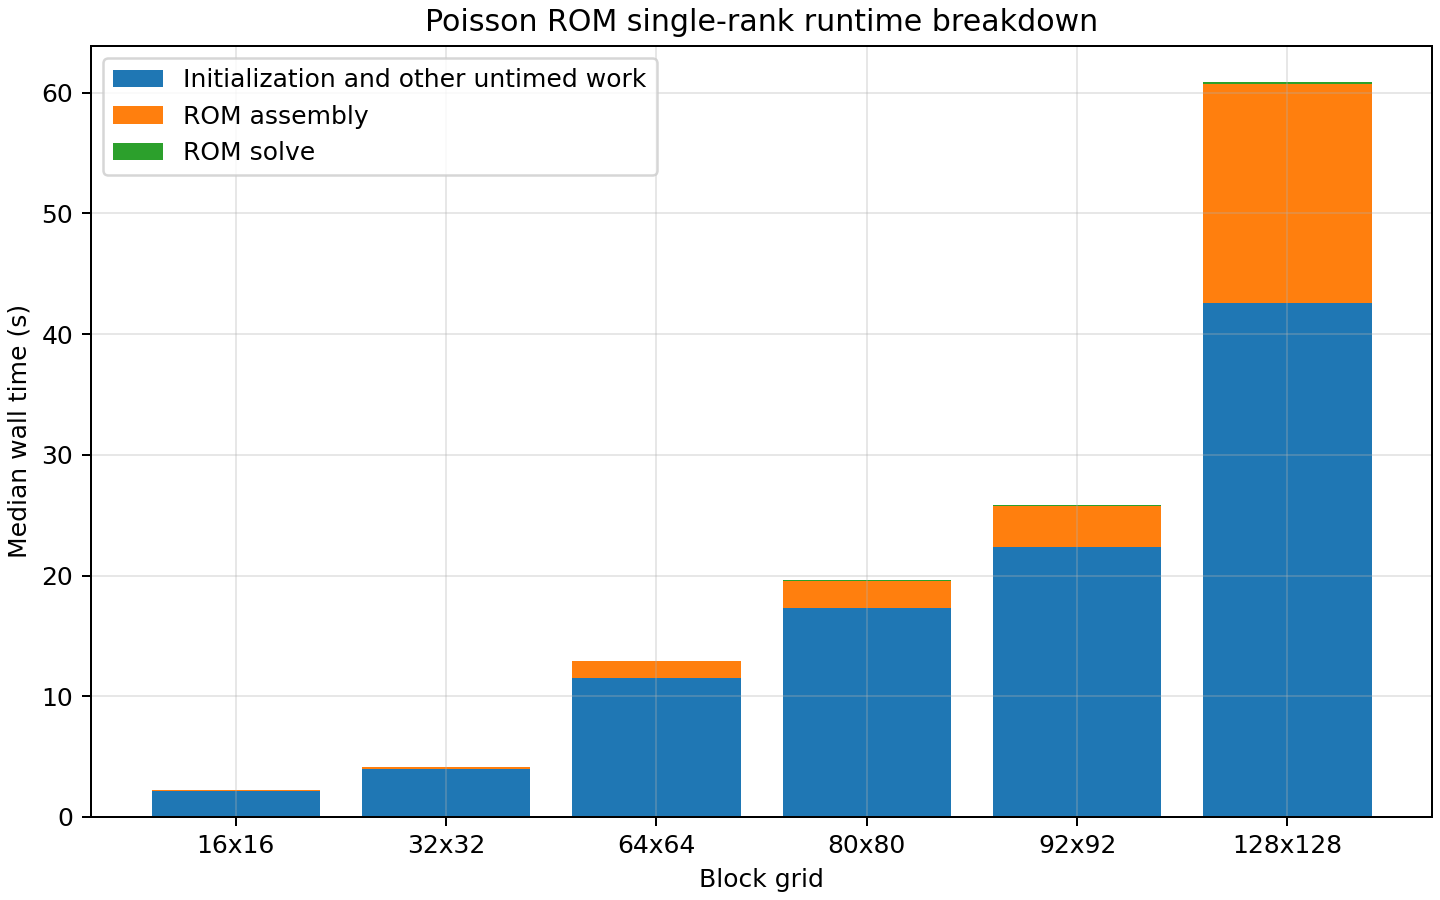 Poisson ROM single-rank runtime breakdown
Initialization and other untimed work
ROM assembly
ROM solve
Median wall time (s)
60
50
40
30
20
10
0
16x16 32x32 64x64 80x80 92x92 128x128
Block grid